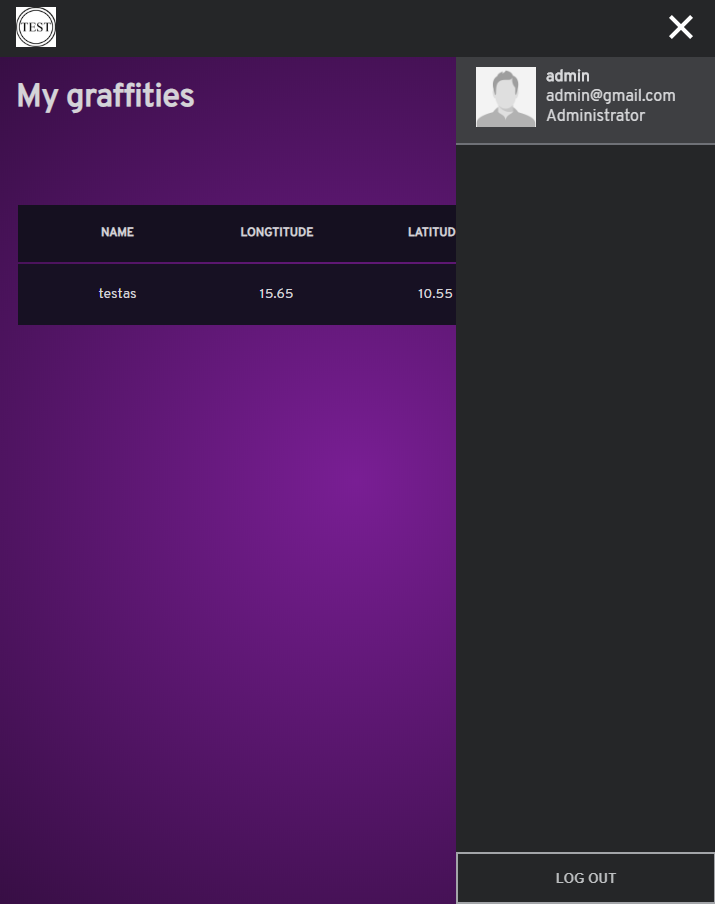 TEST
My graffities
admin
admin@gmail.com
Administrator
NAME LONGTITUDE LATITUD
testas 15.65 10.55
LOG OUT